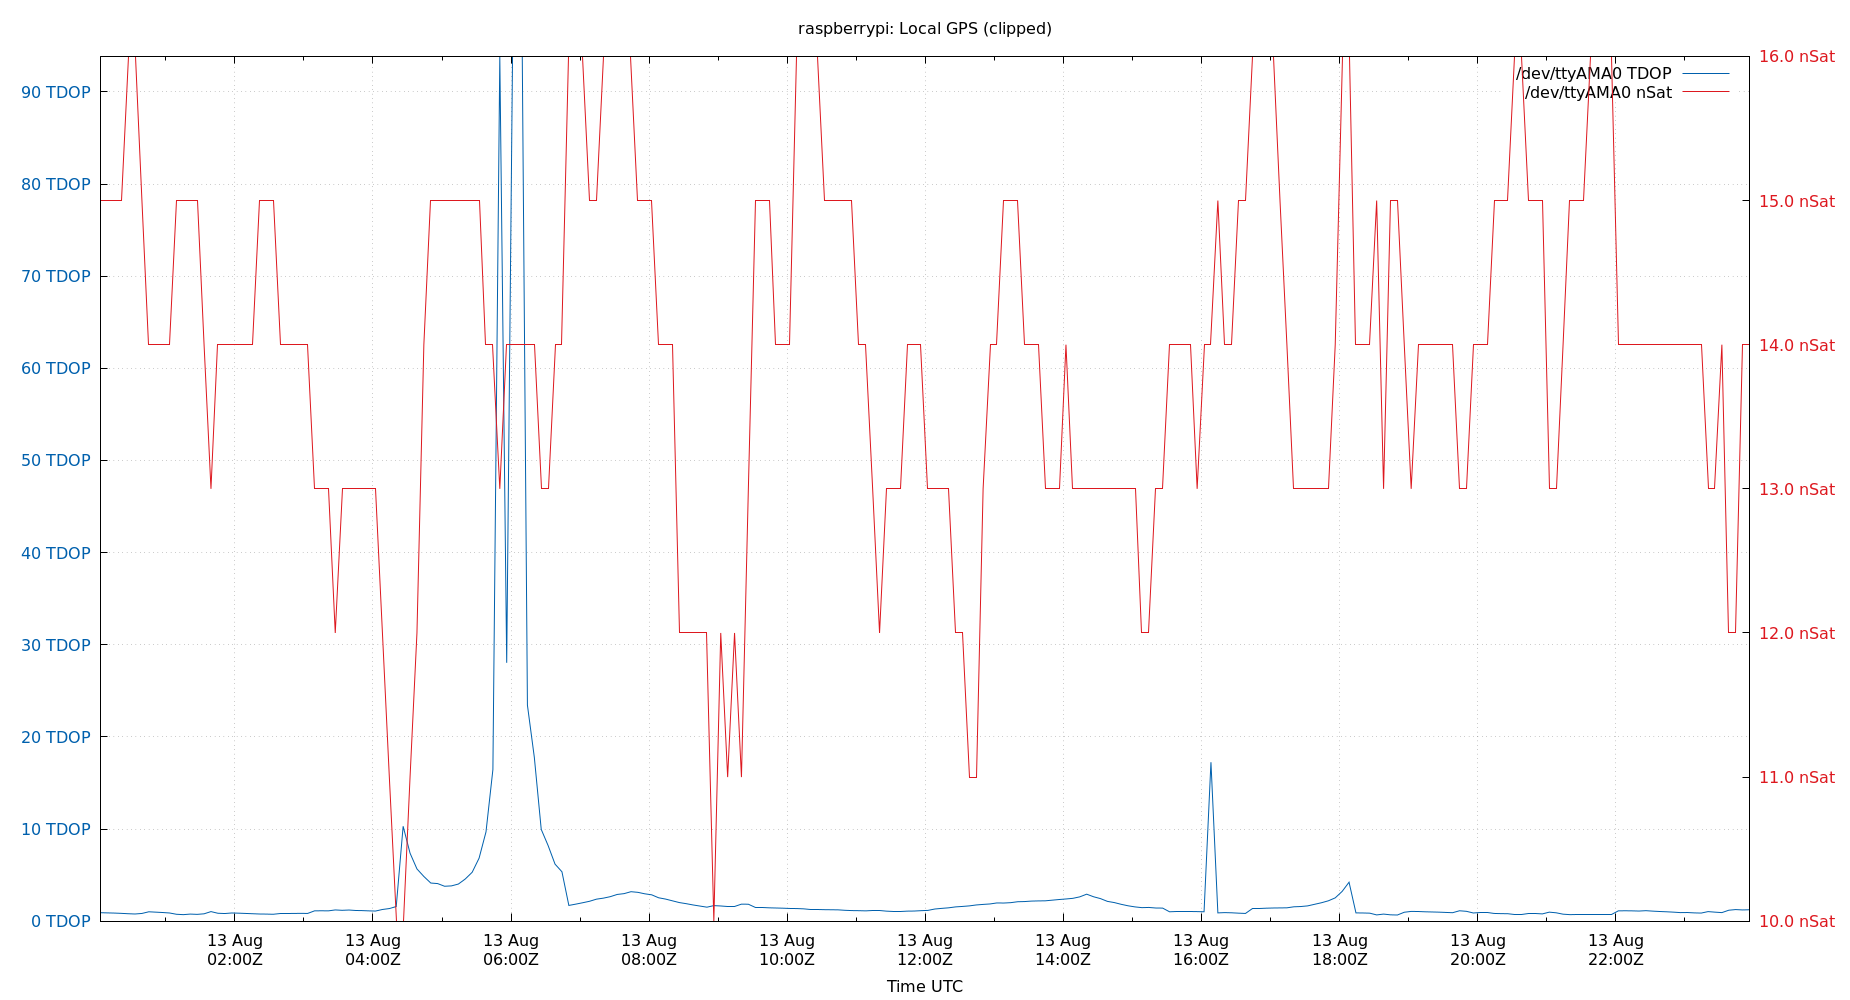 raspberrypi: Local GPS (clipped)
/dev/ttyAMA0 TDOP
/dev/ttyAMA0 nSat
90 TDOP
80 TDOP
70 TDOP
60 TDOP
50 TDOP
40 TDOP
30 TDOP
20 TDOP
10 TDOP
0 TDOP
16.0 nSat
15.0 nSat
14.0 nSat
13.0 nSat
12.0 nSat
11.0 nSat
10.0 nSat
13 Aug
02:00Z
13 Aug
04:00Z
13 Aug
06:00Z
13 Aug
08:00Z
13 Aug
10:00Z
13 Aug
12:00Z
13 Aug
14:00Z
13 Aug
16:00Z
13 Aug
18:00Z
13 Aug
20:00Z
13 Aug
22:00Z
Time UTC